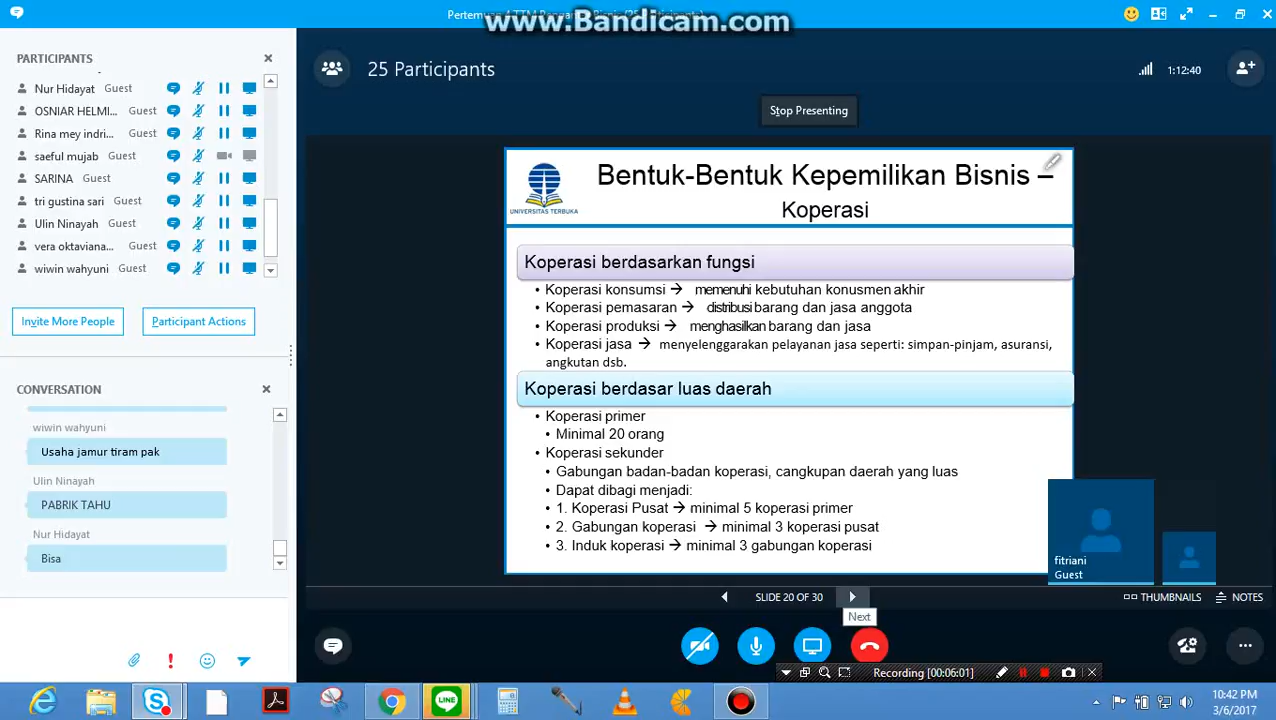 www.Bandicam.com
PARTICIPANTS
Nur Hidayat Guest
OSNIAR HELMI... Guest
Rina mey indri... Guest
saeful mujab Guest
SARINA Guest
tri gustina sari Guest
Ulin Ninayah Guest
vera oktaviana... Guest
wiwin wahyuni Guest
Invite More People
Participant Actions
CONVERSATION
wiwin wahyuni
Usaha jamur tiram pak
Ulin Ninayah
PABRIK TAHU
Nur Hidayat
Bisa
25 Participants
1:12:40
Stop Presenting
UNIVERSITAS TERBUKA
Bentuk-Bentuk Kepemilikan Bisnis –
Koperasi
Koperasi berdasarkan fungsi
• Koperasi konsumsi → memenuhi kebutuhan konusmen akhir
• Koperasi pemasaran → distribusi barang dan jasa anggota
• Koperasi produksi → menghasilkan barang dan jasa
• Koperasi jasa → menyelenggarakan pelayanan jasa seperti: simpan-pinjam, asuransi,
angkutan dsb.
Koperasi berdasar luas daerah
• Koperasi primer
• Minimal 20 orang
• Koperasi sekunder
• Gabungan badan-badan koperasi, cangkupan daerah yang luas
• Dapat dibagi menjadi:
• 1. Koperasi Pusat → minimal 5 koperasi primer
• 2. Gabungan koperasi → minimal 3 koperasi pusat
• 3. Induk koperasi → minimal 3 gabungan koperasi
fitriani
Guest
SLIDE 20 OF 30
THUMBNAILS
NOTES
Next
Recording [00:06:01]
LINE
10:42 PM
3/6/2017